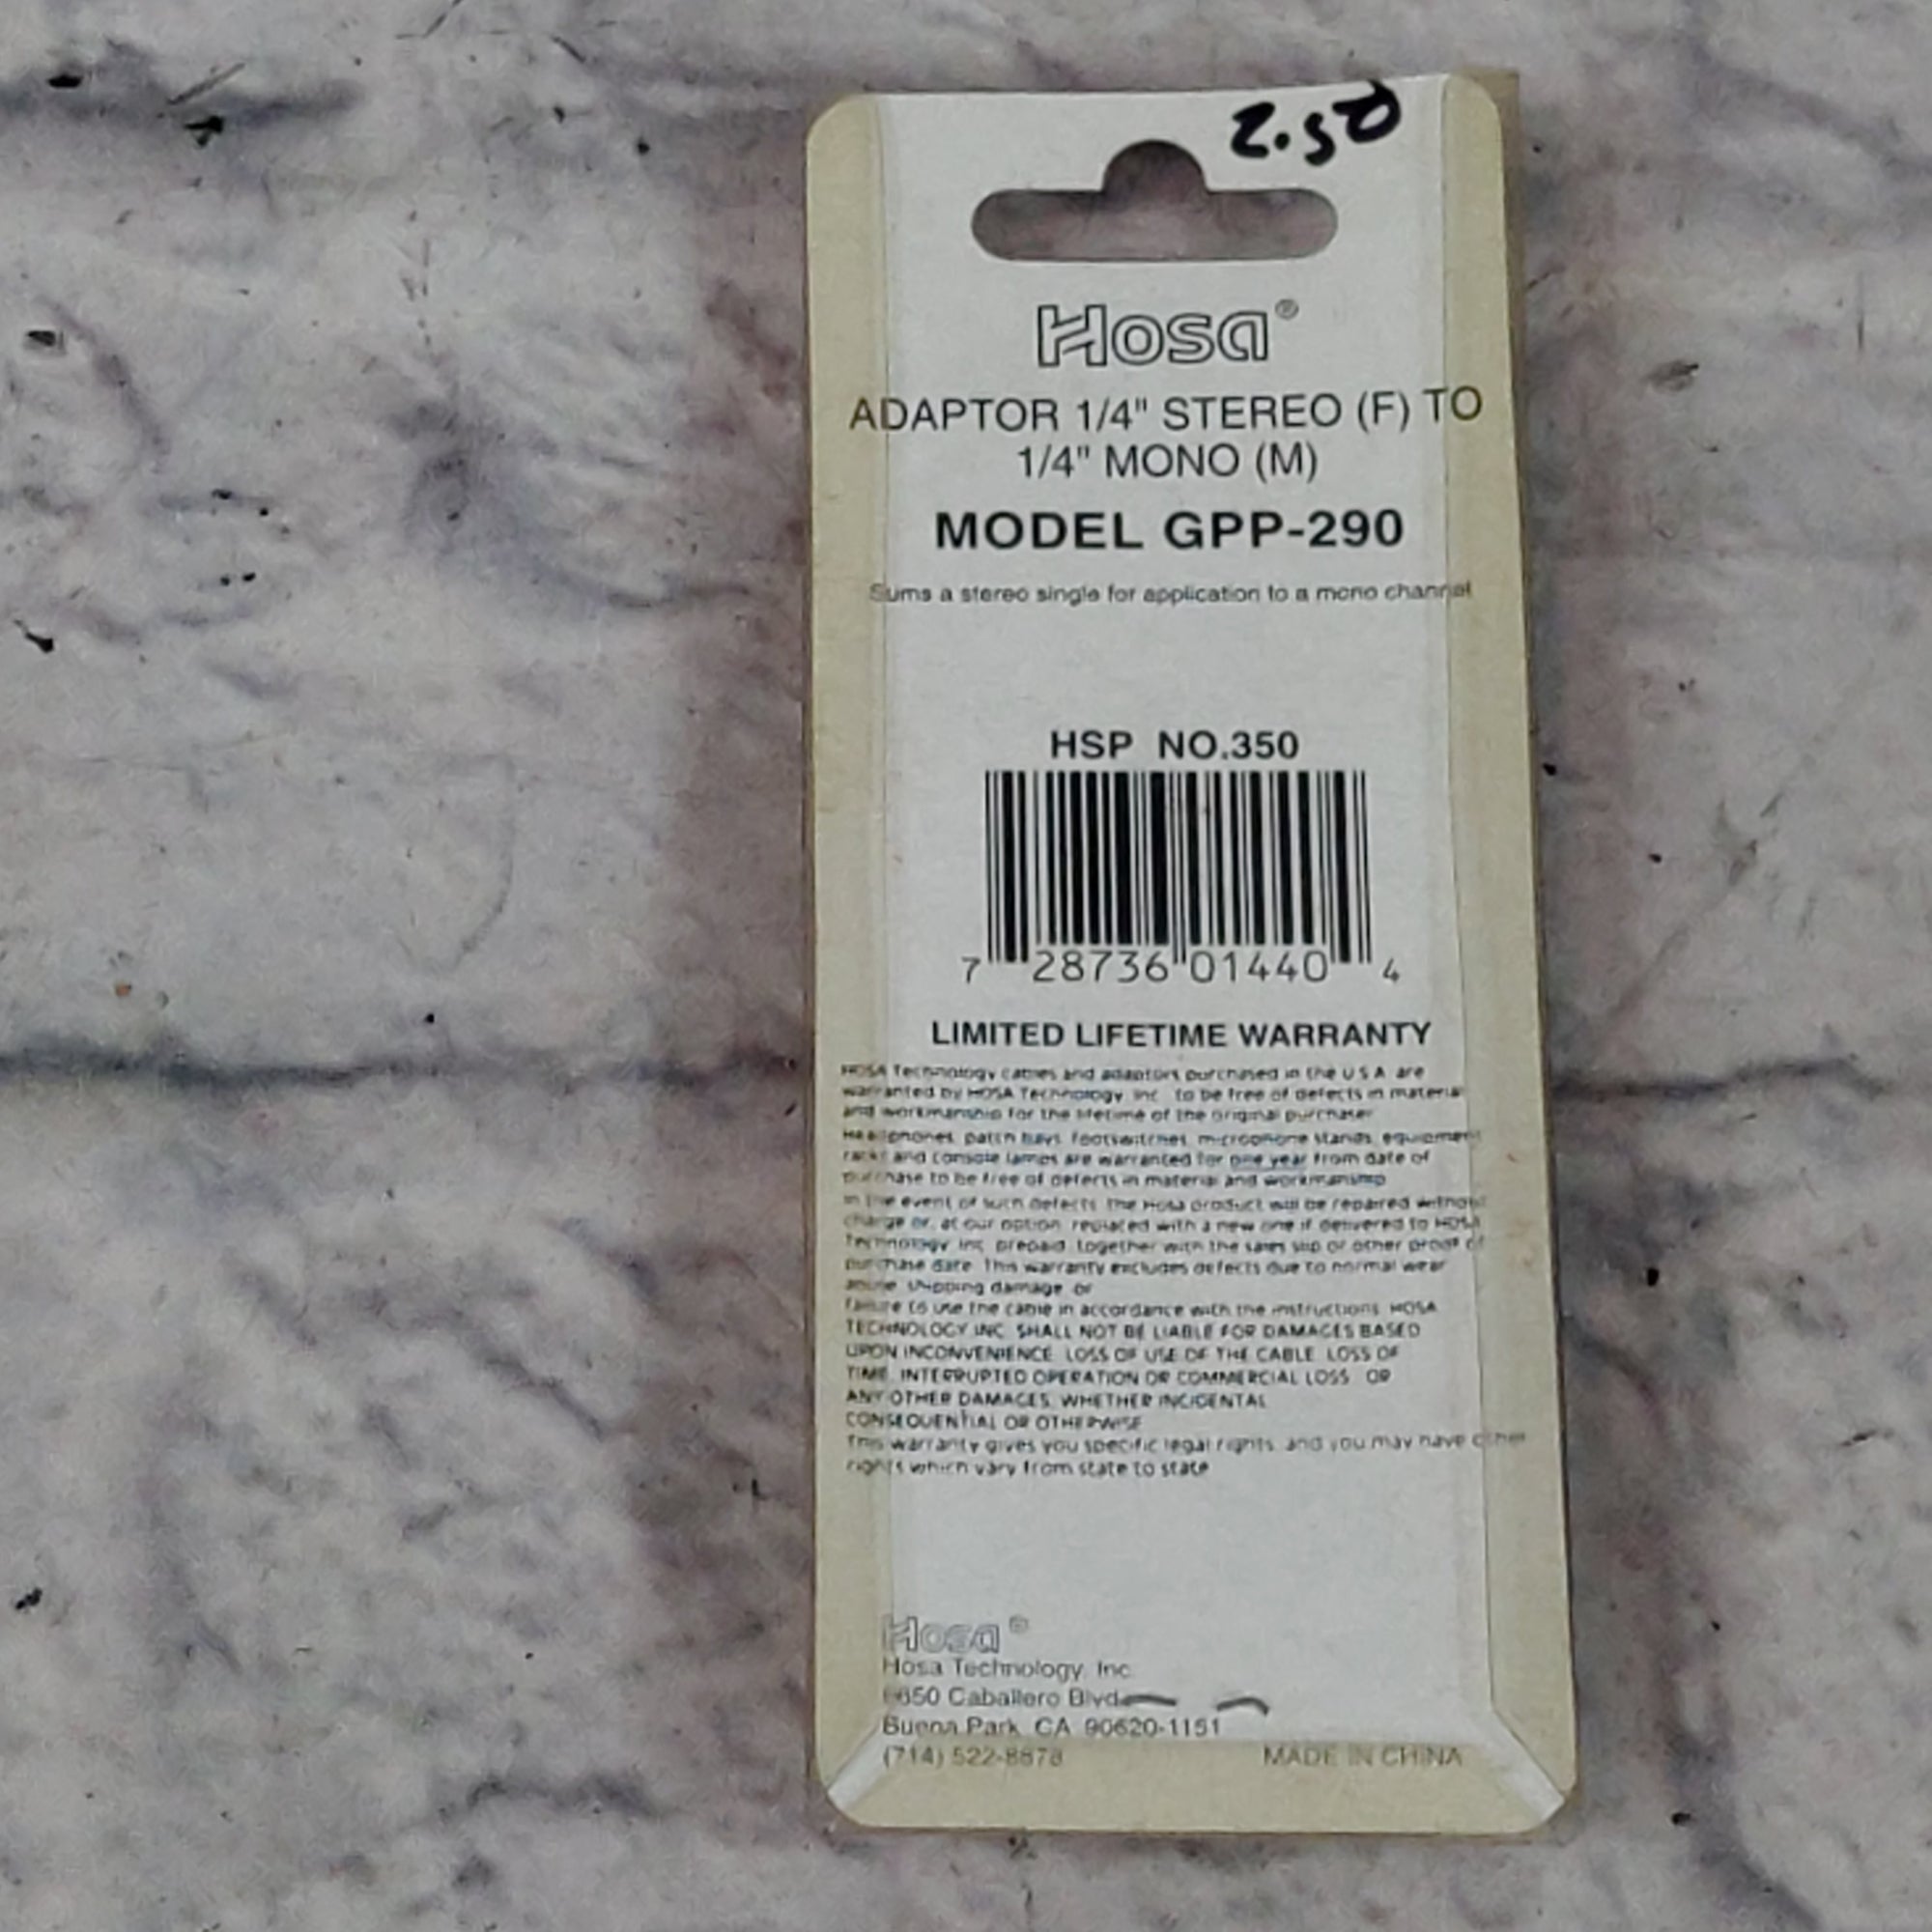 2.50
Hosa®
ADAPTOR 1/4" STEREO (F) TO
1/4" MONO (M)
MODEL GPP-290
Sums a stereo single for application to a mono channel
HSP NO.350
7 28736 01440 4
LIMITED LIFETIME WARRANTY
HOSA Technology cables and adaptors purchased in the U S A are
warranted by HOSA Technology Inc to be free of defects in material
and workmanship for the lifetime of the original purchaser
Headphones patch bays footswitches microphone stands equipment
racks and console lamps are warranted for one year from date of
purchase to be free of defects in material and workmanship
In the event of such defects the Hosa product will be repaired without
charge or, at our option, replaced with a new one if delivered to HOSA
Technology Inc prepaid together with the sales slip or other proof of
purchase date This warranty excludes defects due to normal wear
abuse shipping damage or
failure to use the cable in accordance with the instructions HOSA
TECHNOLOGY INC SHALL NOT BE LIABLE FOR DAMAGES BASED
UPON INCONVENIENCE LOSS OF USE OF THE CABLE LOSS OF
TIME INTERRUPTED OPERATION OR COMMERCIAL LOSS OR
ANY OTHER DAMAGES WHETHER INCIDENTAL
CONSEQUENTIAL OR OTHERWISE
This warranty gives you specific legal rights and you may have other
rights which vary from state to state
Hosa®
Hosa Technology, Inc
6650 Caballero Blvd
Buena Park, CA 90620-1151
(714) 522-8878
MADE IN CHINA